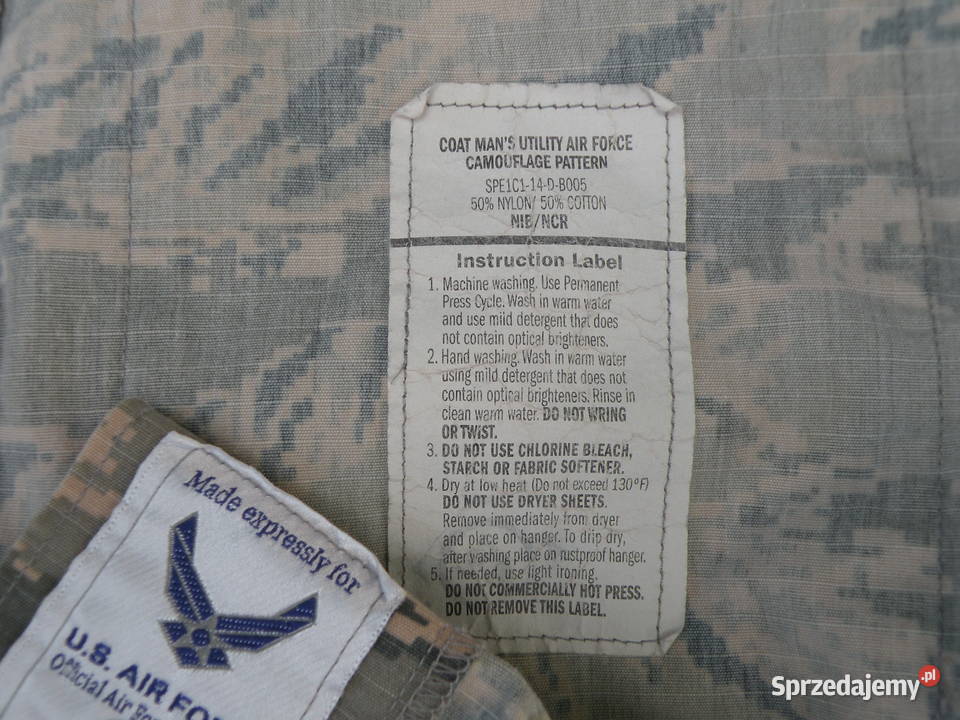 COAT MAN'S UTILITY AIR FORCE
CAMOUFLAGE PATTERN
SPE1C1-14-D-B005
50% NYLON/ 50% COTTON
NIB/NCR
Instruction Label
1. Machine washing. Use Permanent
Press Cycle. Wash in warm water
and use mild detergent that does
not contain optical brighteners.
2. Hand washing. Wash in warm water
using mild detergent that does not
contain optical brighteners. Rinse in
clean warm water. DO NOT WRING
OR TWIST.
3. DO NOT USE CHLORINE BLEACH,
STARCH OR FABRIC SOFTENER.
4. Dry at low heat (Do not exceed 130°F)
DO NOT USE DRYER SHEETS.
Remove immediately from dryer
and place on hanger. To drip dry,
after washing place on rustproof hanger.
5. If needed, use light ironing.
DO NOT COMMERCIALLY HOT PRESS.
DO NOT REMOVE THIS LABEL.
Made expressly for
U.S. AIR FO
Official Air
Sprzedajemy.pl